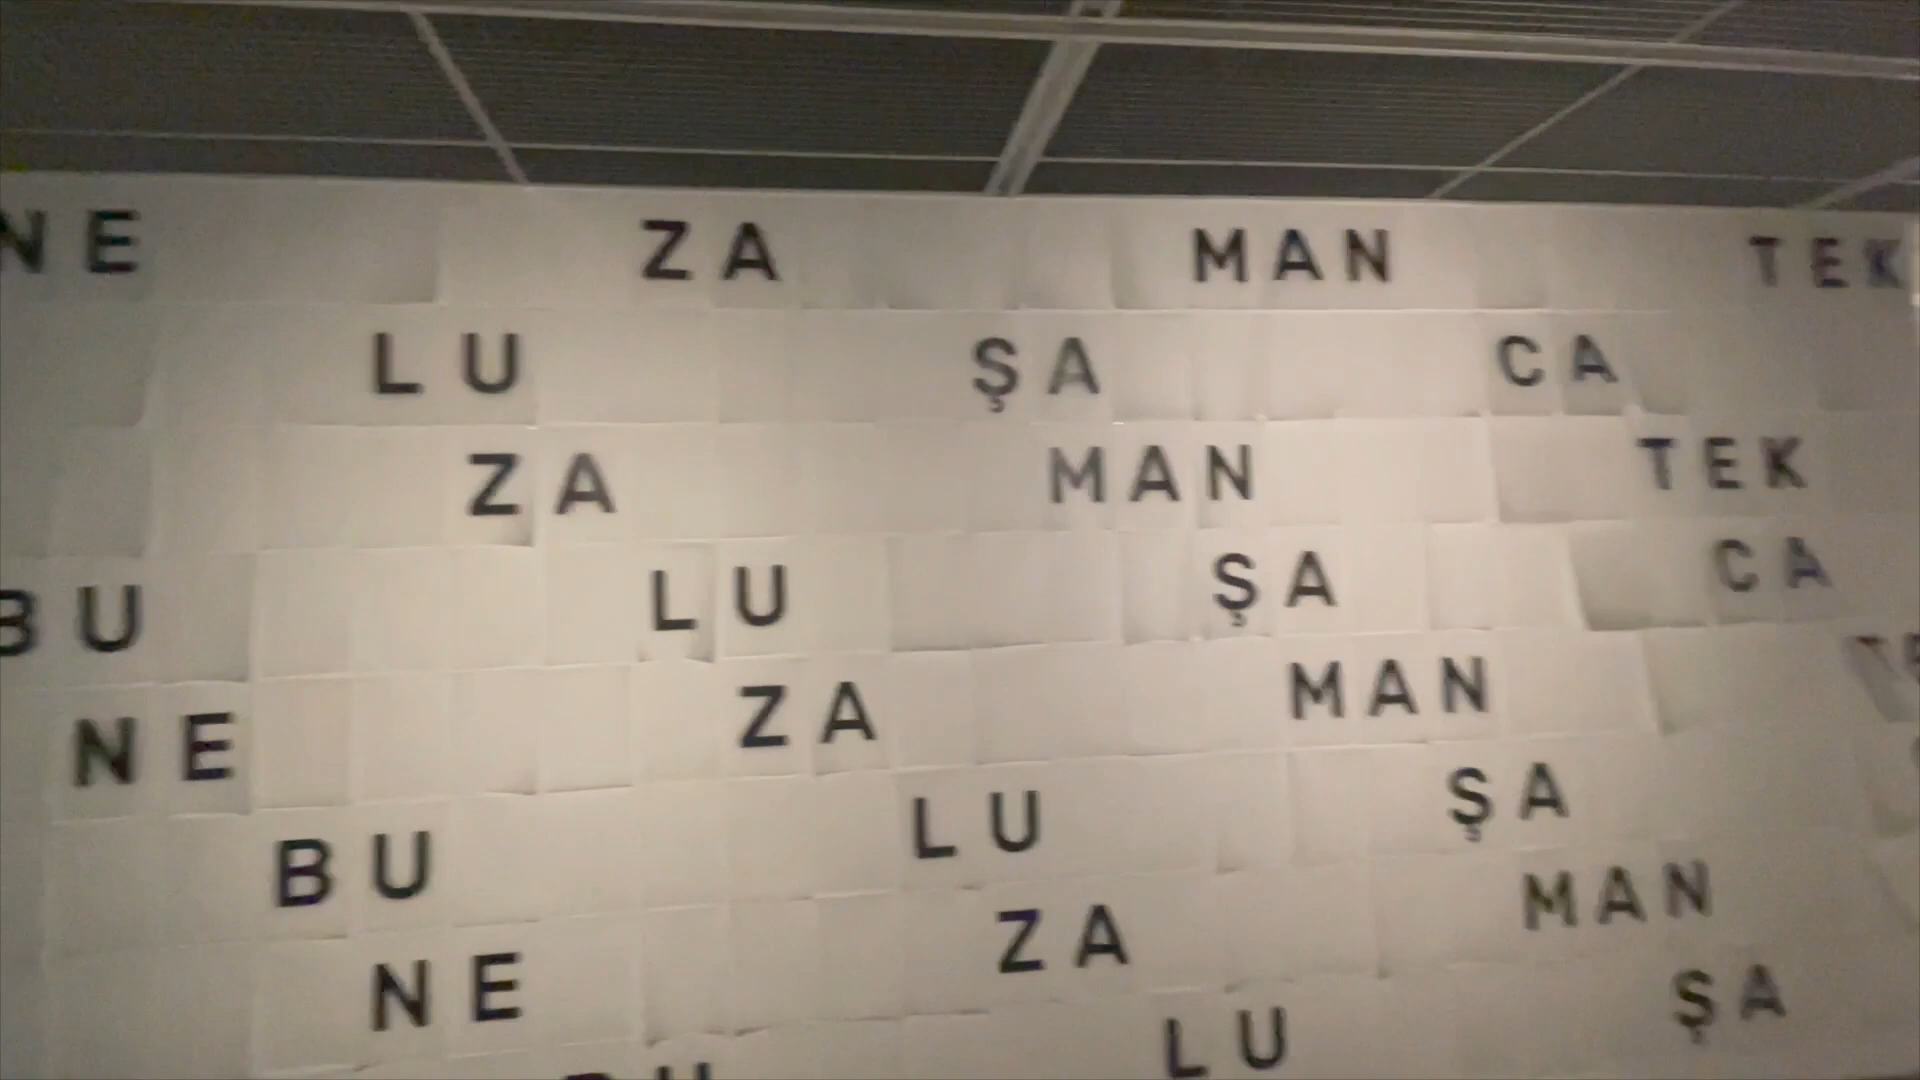 NE ZA MAN TEK
LU ŞA CA
ZA MAN TEK
BU LU ŞA CA
NE ZA MAN
BU LU ŞA
NE ZA MAN
LU ŞA